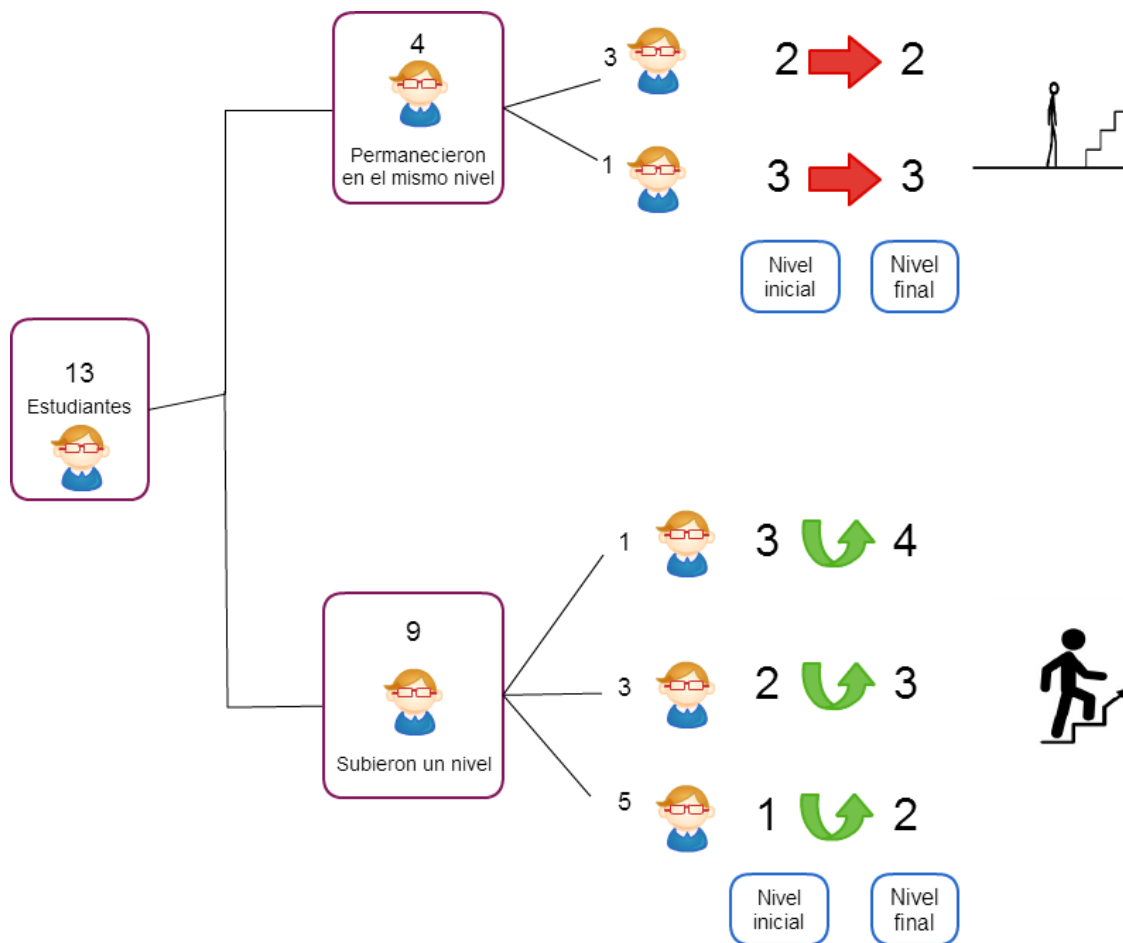 13
Estudiantes
4
Permanecieron
en el mismo nivel
3
2
2
1
3
3
Nivel
inicial
Nivel
final
9
Subieron un nivel
1
3
4
3
2
3
5
1
2
Nivel
inicial
Nivel
final